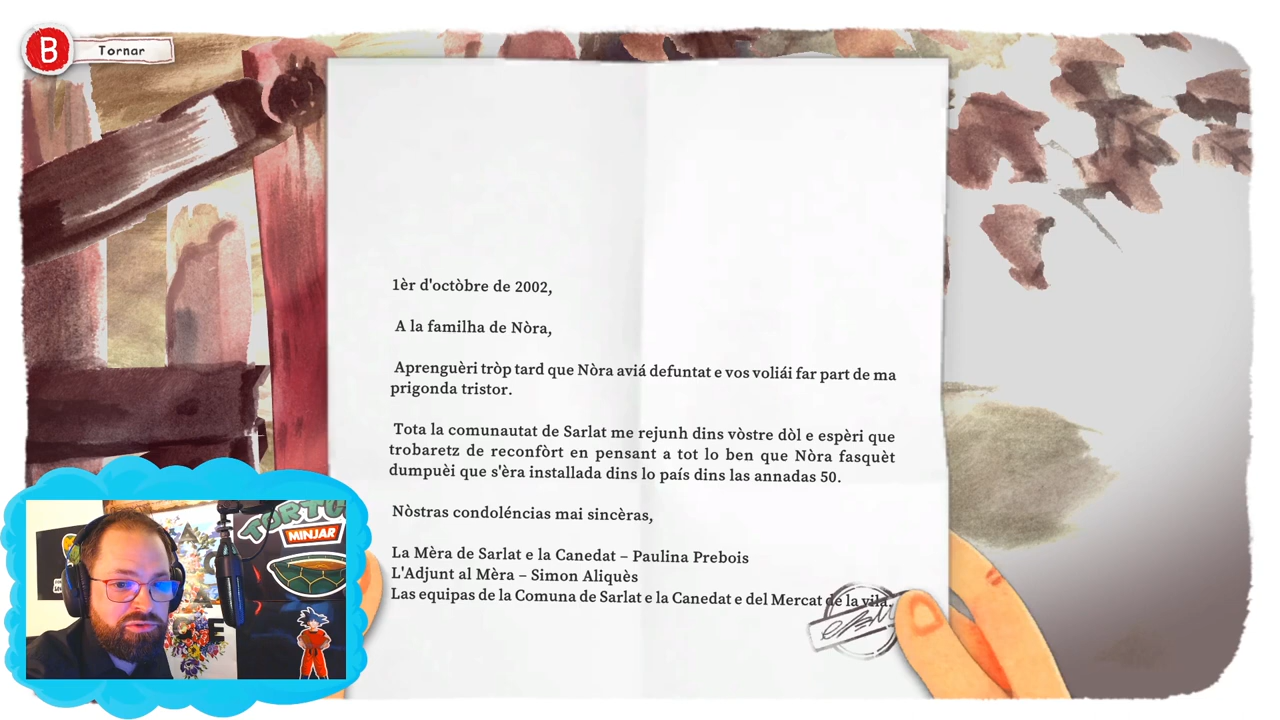 B Tornar
1èr d'octòbre de 2002,
A la familha de Nòra,
Aprenguèri tròp tard que Nòra aviá defuntat e vos voliái far part de ma
prigonda tristor.
Tota la comunautat de Sarlat me rejunh dins vòstre dòl e espèri que
trobaretz de reconfòrt en pensant a tot lo ben que Nòra fasquèt
dumpuèi que s'èra installada dins lo país dins las annadas 50.
Nòstras condoléncias mai sincèras,
La Mèra de Sarlat e la Canedat – Paulina Prebois
L'Adjunt al Mèra – Simon Aliquès
Las equipas de la Comuna de Sarlat e la Canedat e del Mercat de la vila.
MINJAR